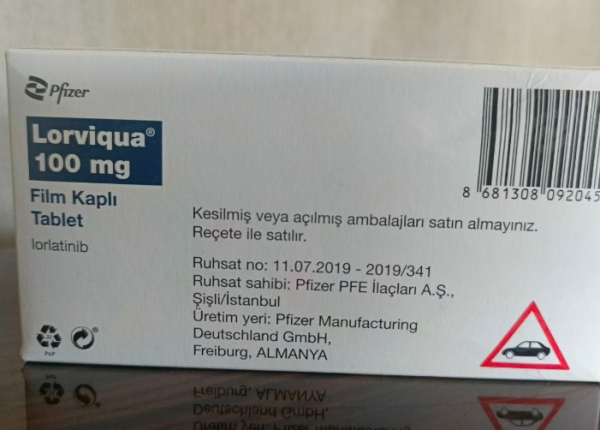 Pfizer
Lorviqua®
100 mg
Film Kaplı
Tablet
lorlatinib
8 681308 092045
Kesilmiş veya açılmış ambalajları satın almayınız.
Reçete ile satılır.
Ruhsat no: 11.07.2019 - 2019/341
Ruhsat sahibi: Pfizer PFE İlaçları A.Ş.,
Şişli/İstanbul
Üretim yeri: Pfizer Manufacturing
Deutschland GmbH,
Freiburg, ALMANYA
PAP